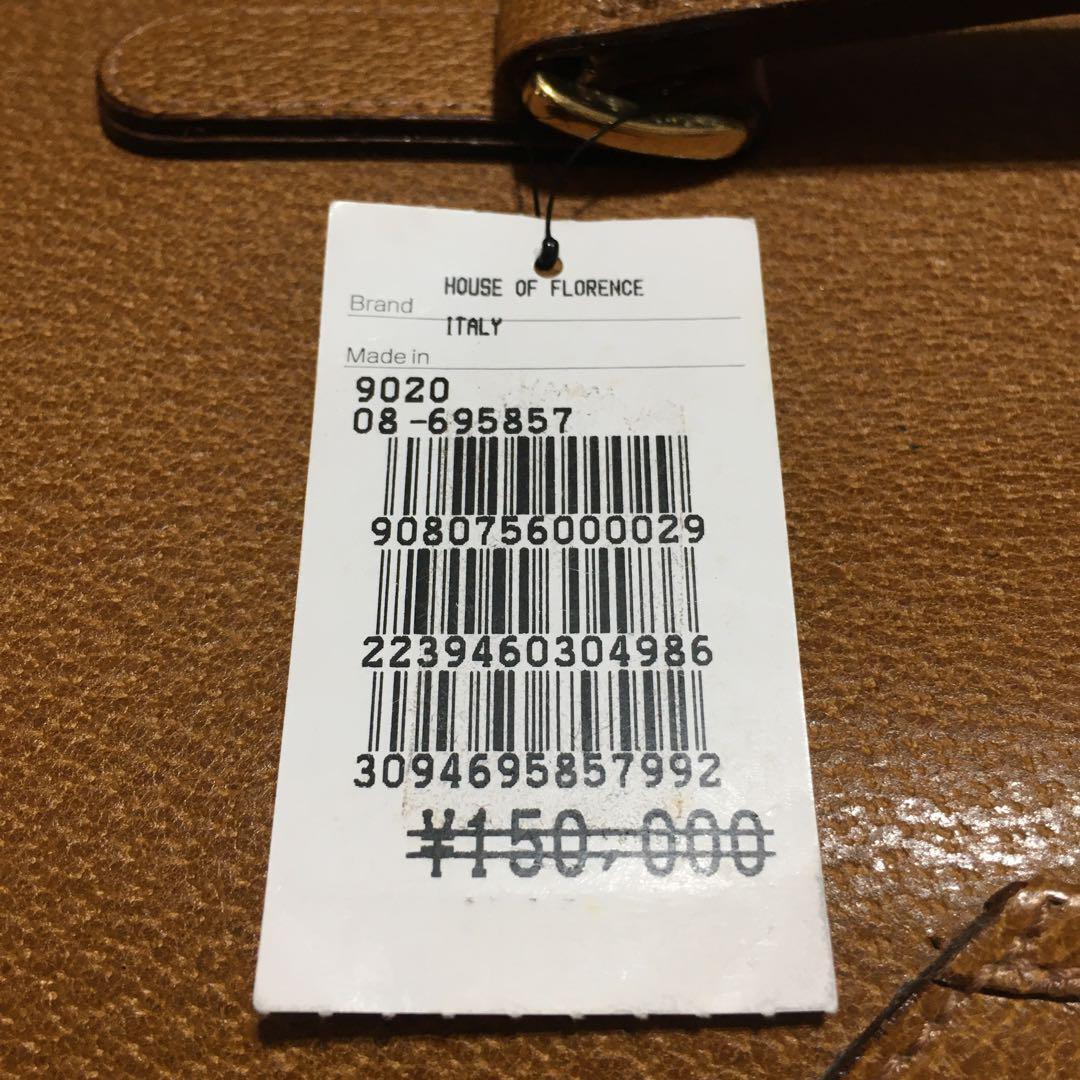 HOUSE OF FLORENCE
Brand
ITALY
Made in
9020
08-695857
9080756000029
2239460304986
3094695857992
¥150,000